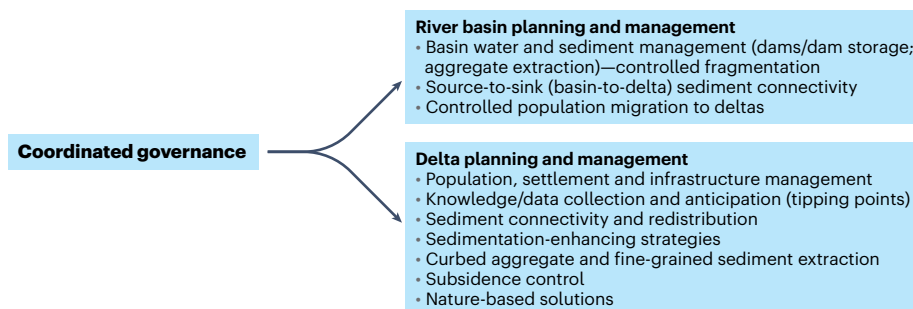 River basin planning and management
• Basin water and sediment management (dams/dam storage;
aggregate extraction)—controlled fragmentation
• Source-to-sink (basin-to-delta) sediment connectivity
• Controlled population migration to deltas
Coordinated governance
Delta planning and management
• Population, settlement and infrastructure management
• Knowledge/data collection and anticipation (tipping points)
• Sediment connectivity and redistribution
• Sedimentation-enhancing strategies
• Curbed aggregate and fine-grained sediment extraction
• Subsidence control
• Nature-based solutions